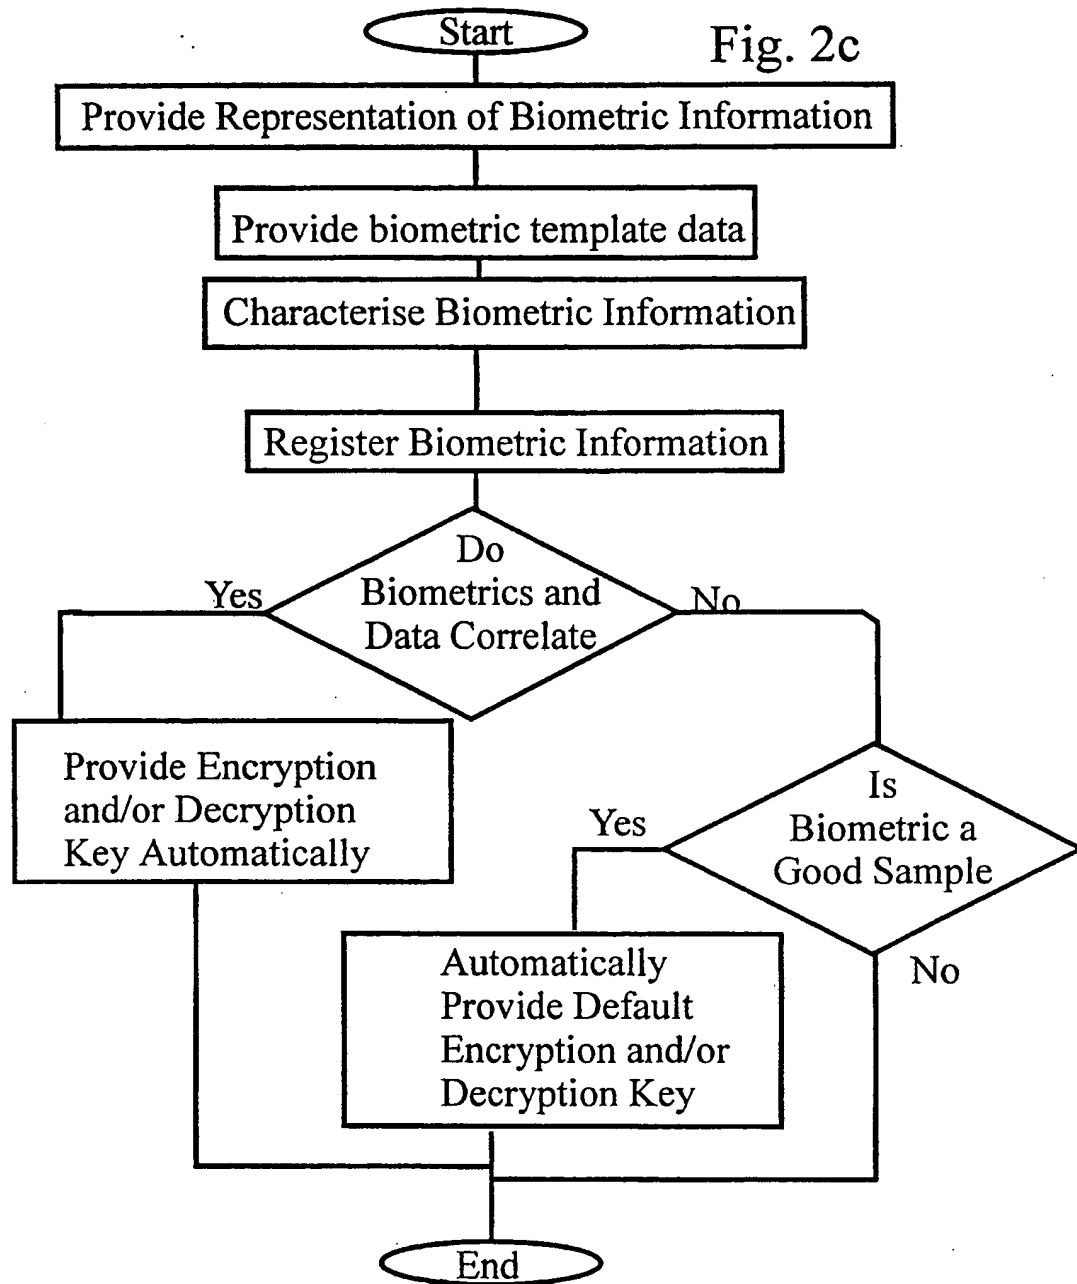 Start
Fig. 2c
Provide Representation of Biometric Information
Provide biometric template data
Characterise Biometric Information
Register Biometric Information
Do
Biometrics and
Data Correlate
Yes
No
Provide Encryption
and/or Decryption
Key Automatically
Is
Biometric a
Good Sample
Yes
No
Automatically
Provide Default
Encryption and/or
Decryption Key
End